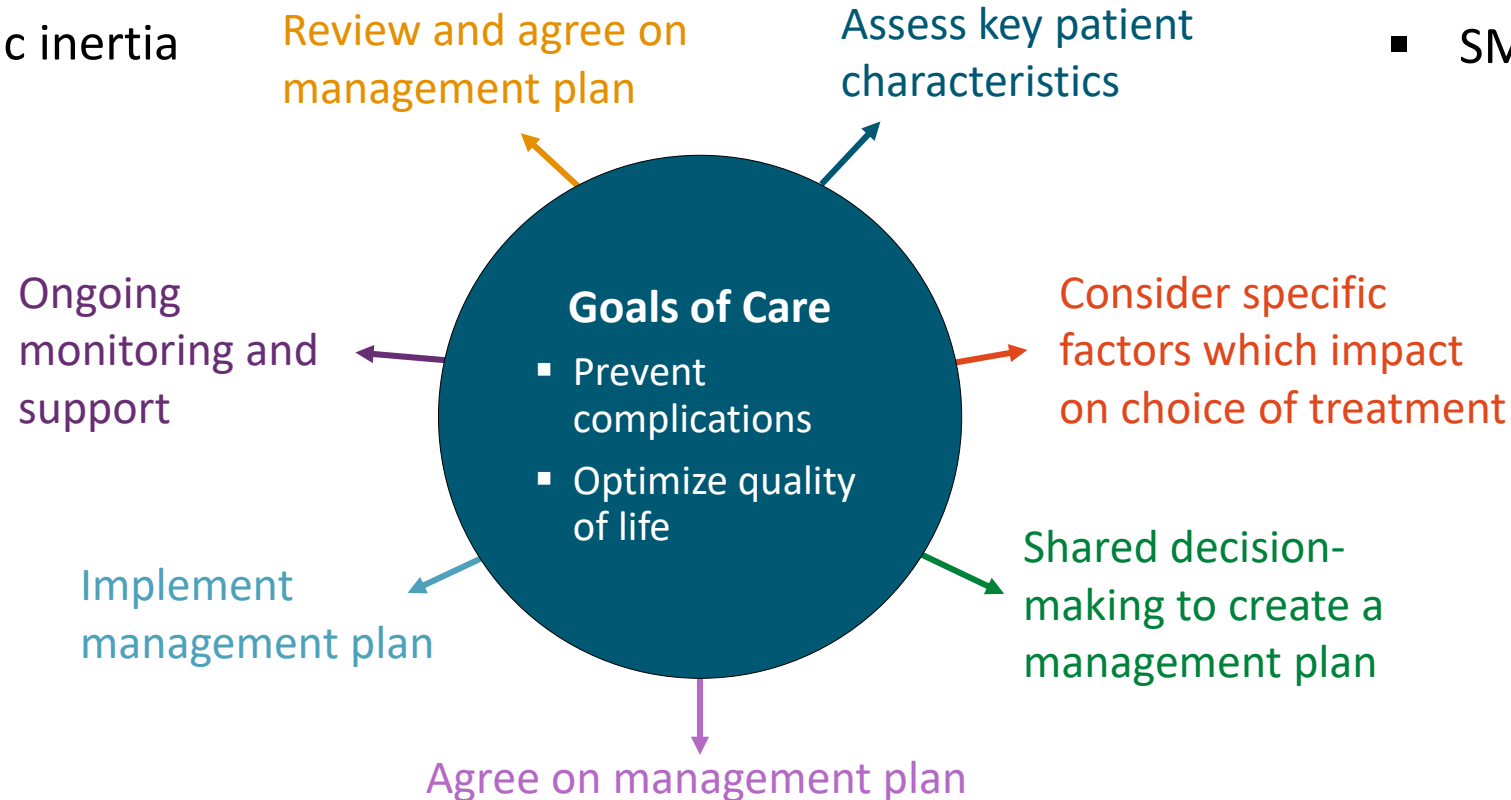 c inertia
Review and agree on
management plan
Assess key patient
characteristics
▪ SM
Ongoing
monitoring and
support
Goals of Care
▪ Prevent
complications
▪ Optimize quality
of life
Consider specific
factors which impact
on choice of treatment
Implement
management plan
Shared decision-
making to create a
management plan
Agree on management plan